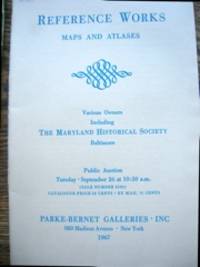 REFERENCE WORKS
MAPS AND ATLASES
Various Owners
Including
THE MARYLAND HISTORICAL SOCIETY
Baltimore
Public Auction
Tuesday · September 26 at 10:30 a.m.
PARKE-BERNET GALLERIES · INC
980 Madison Avenue · New York
1967